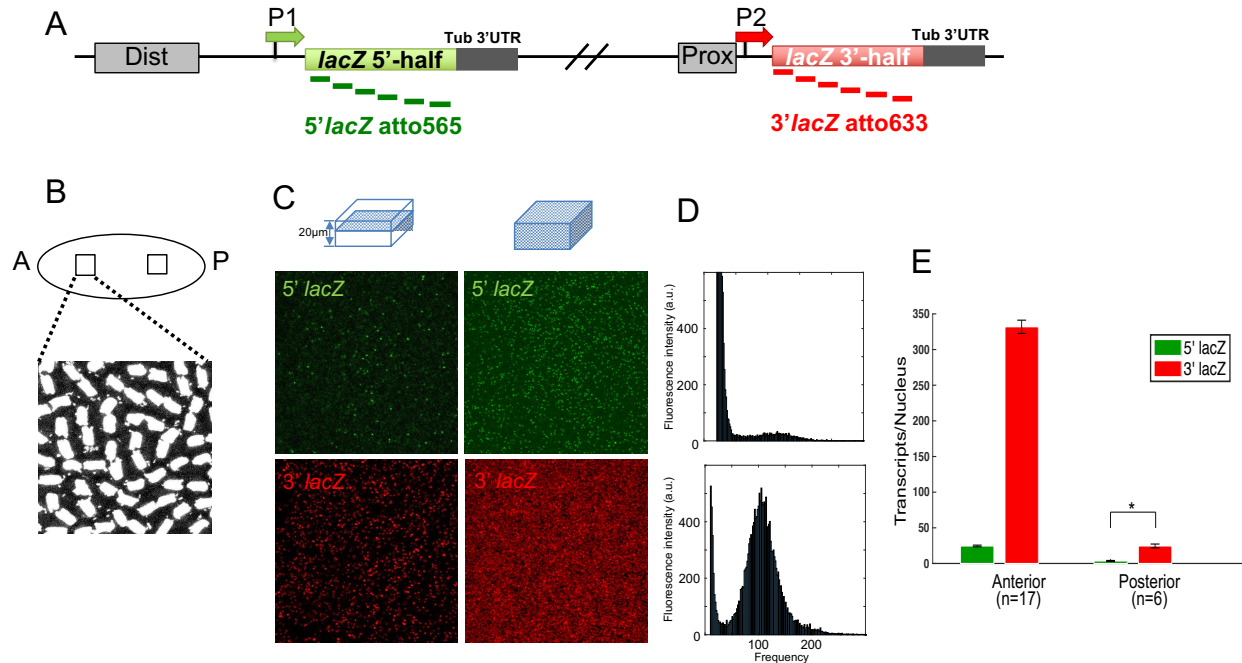 A
P1
P2
Dist
lacZ 5'-half
Tub 3'UTR
Prox
lacZ 3'-half
Tub 3'UTR
5'lacZ atto565
3'lacZ atto633
B
A
P
C
20µm
5' lacZ
5' lacZ
3' lacZ
3' lacZ
D
Fluorescence intensity (a.u.)
400
200
0
Fluorescence intensity (a.u.)
400
200
0
100
200
Frequency
E
Transcripts/Nucleus
350
300
250
200
150
100
50
0
5' lacZ
3' lacZ
*
Anterior
(n=17)
Posterior
(n=6)